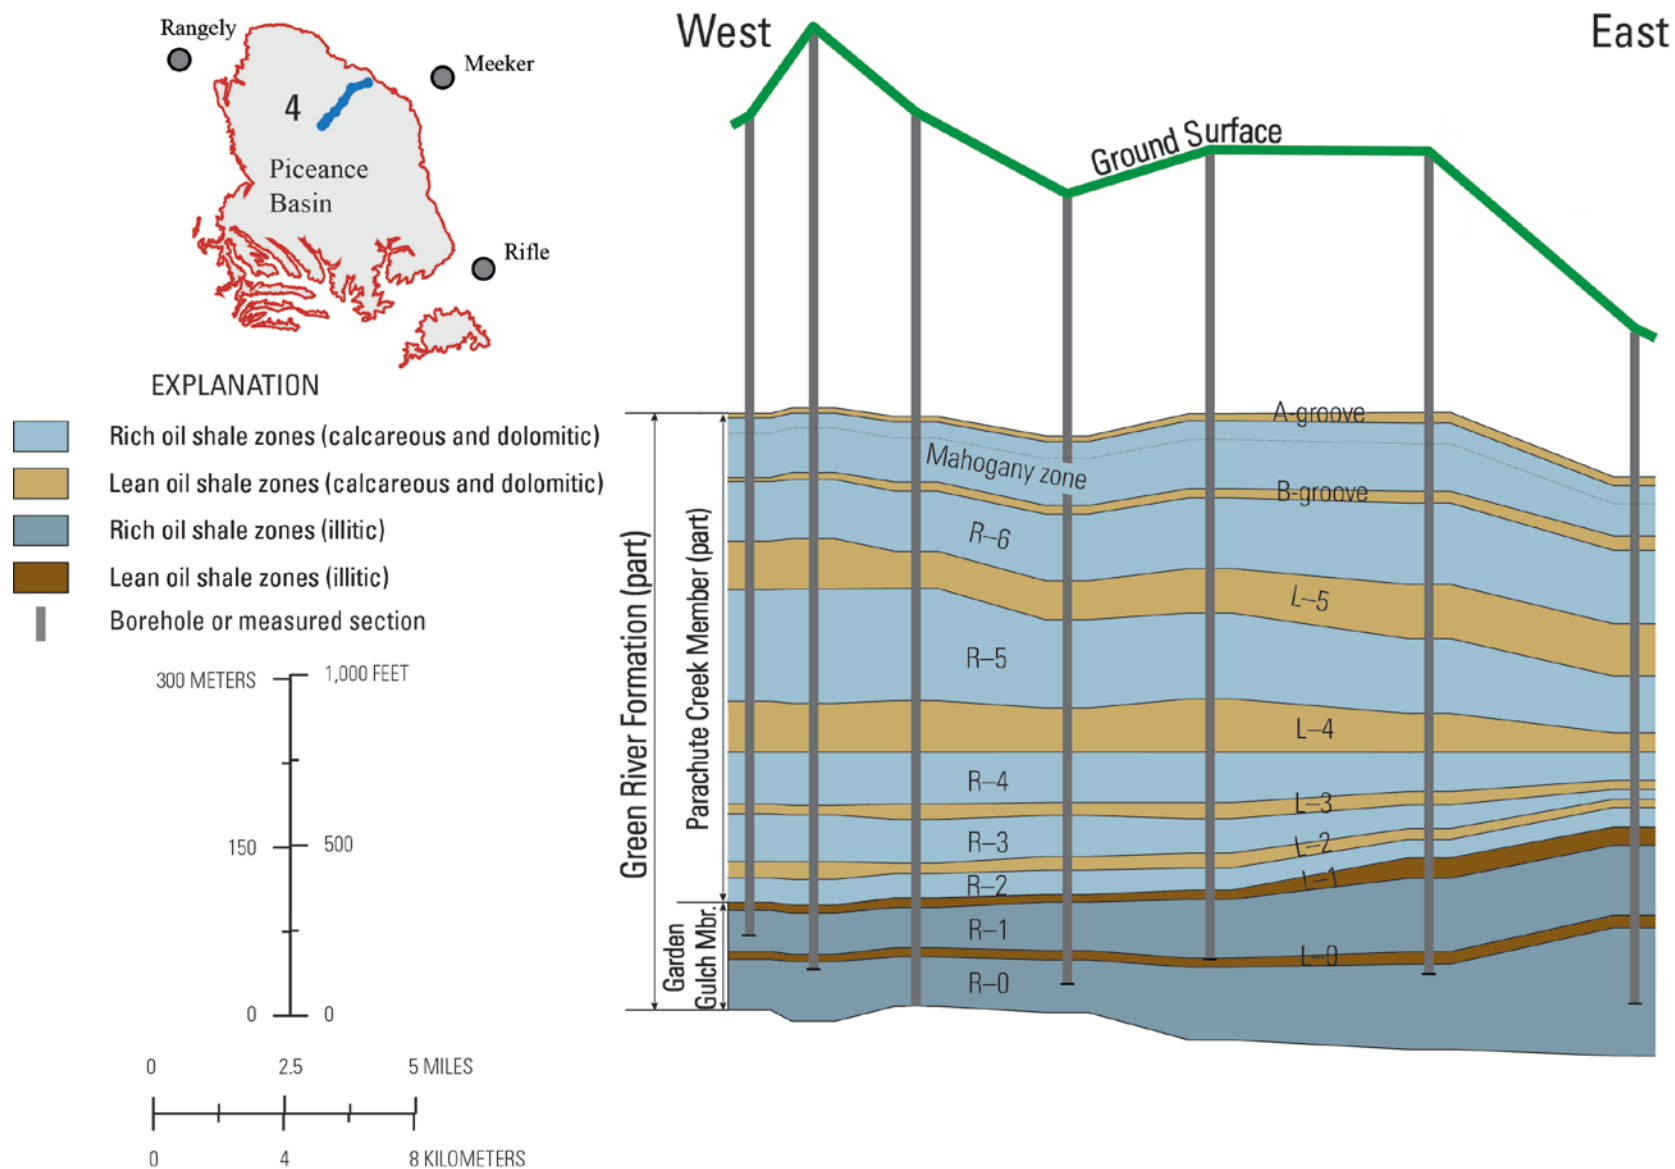 Rangely
Meeker
4
Piceance
Basin
Rifle
EXPLANATION
Rich oil shale zones (calcareous and dolomitic)
Lean oil shale zones (calcareous and dolomitic)
Rich oil shale zones (illitic)
Lean oil shale zones (illitic)
Borehole or measured section
300 METERS
1,000 FEET
150
500
0
0
0
2.5
5 MILES
0
4
8 KILOMETERS
West
East
Ground Surface
Green River Formation (part)
Parachute Creek Member (part)
Garden
Gulch Mbr.
A-groove
Mahogany zone
B-groove
R–6
L–5
R–5
L–4
R–4
L–3
R–3
L–2
R–2
L–1
R–1
L–0
R–0